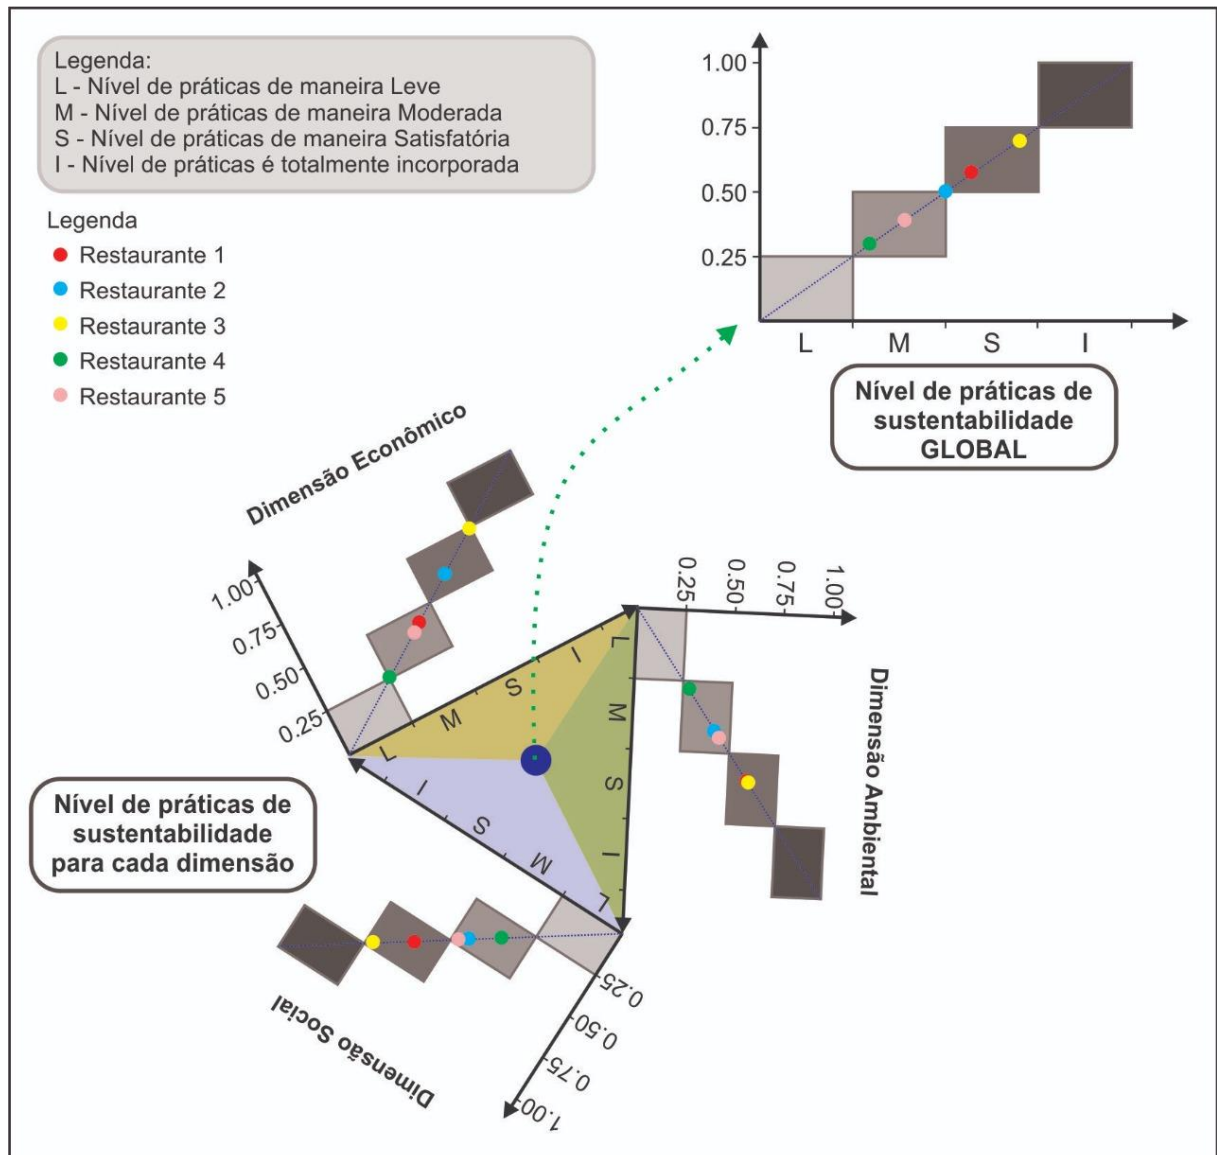 Legenda:
L - Nível de práticas de maneira Leve
M - Nível de práticas de maneira Moderada
S - Nível de práticas de maneira Satisfatória
I - Nível de práticas é totalmente incorporada
Legenda
Restaurante 1
Restaurante 2
Restaurante 3
Restaurante 4
Restaurante 5
1.00
0.75
0.50
0.25
L M S I
Nível de práticas de
sustentabilidade
GLOBAL
Dimensão Econômico
1.00
0.75
0.50
0.25
L M S I
0.25 0.50 0.75 1.00
L M S I
Dimensão Ambiental
Nível de práticas de
sustentabilidade
para cada dimensão
L M S I
0.25
0.50
0.75
1.00
Dimensão Social